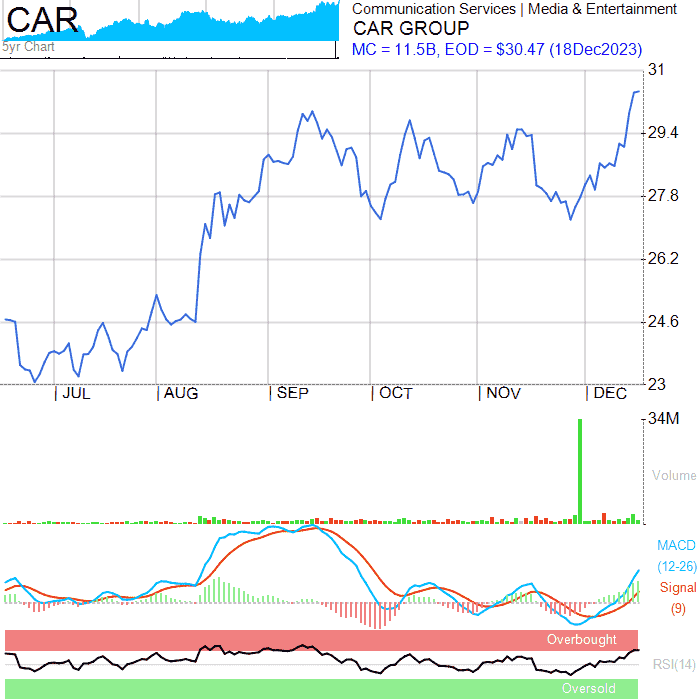 CAR
5yr Chart
Communication Services | Media & Entertainment
CAR GROUP
MC = 11.5B, EOD = $30.47 (18Dec2023)
31
29.4
27.8
26.2
24.6
23
JUL
AUG
SEP
OCT
NOV
DEC
34M
Volume
MACD
(12-26)
Signal
(9)
Overbought
RSI(14)
Oversold